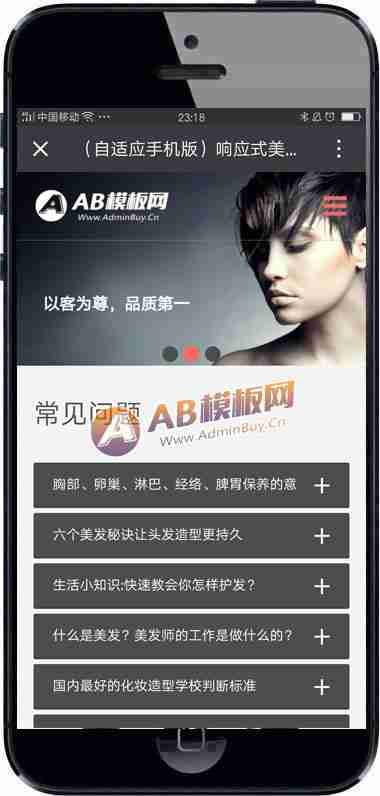 中国移动 23:18
（自适应手机版）响应式美...
AB模板网
Www.AdminBuy.Cn
以客为尊，品质第一
常见问题
AB模板网
Www.AdminBuy.Cn
胸部、卵巢、淋巴、经络、脾胃保养的意
六个美发秘诀让头发造型更持久
生活小知识:快速教会你怎样护发？
什么是美发？美发师的工作是做什么的？
国内最好的化妆造型学校判断标准